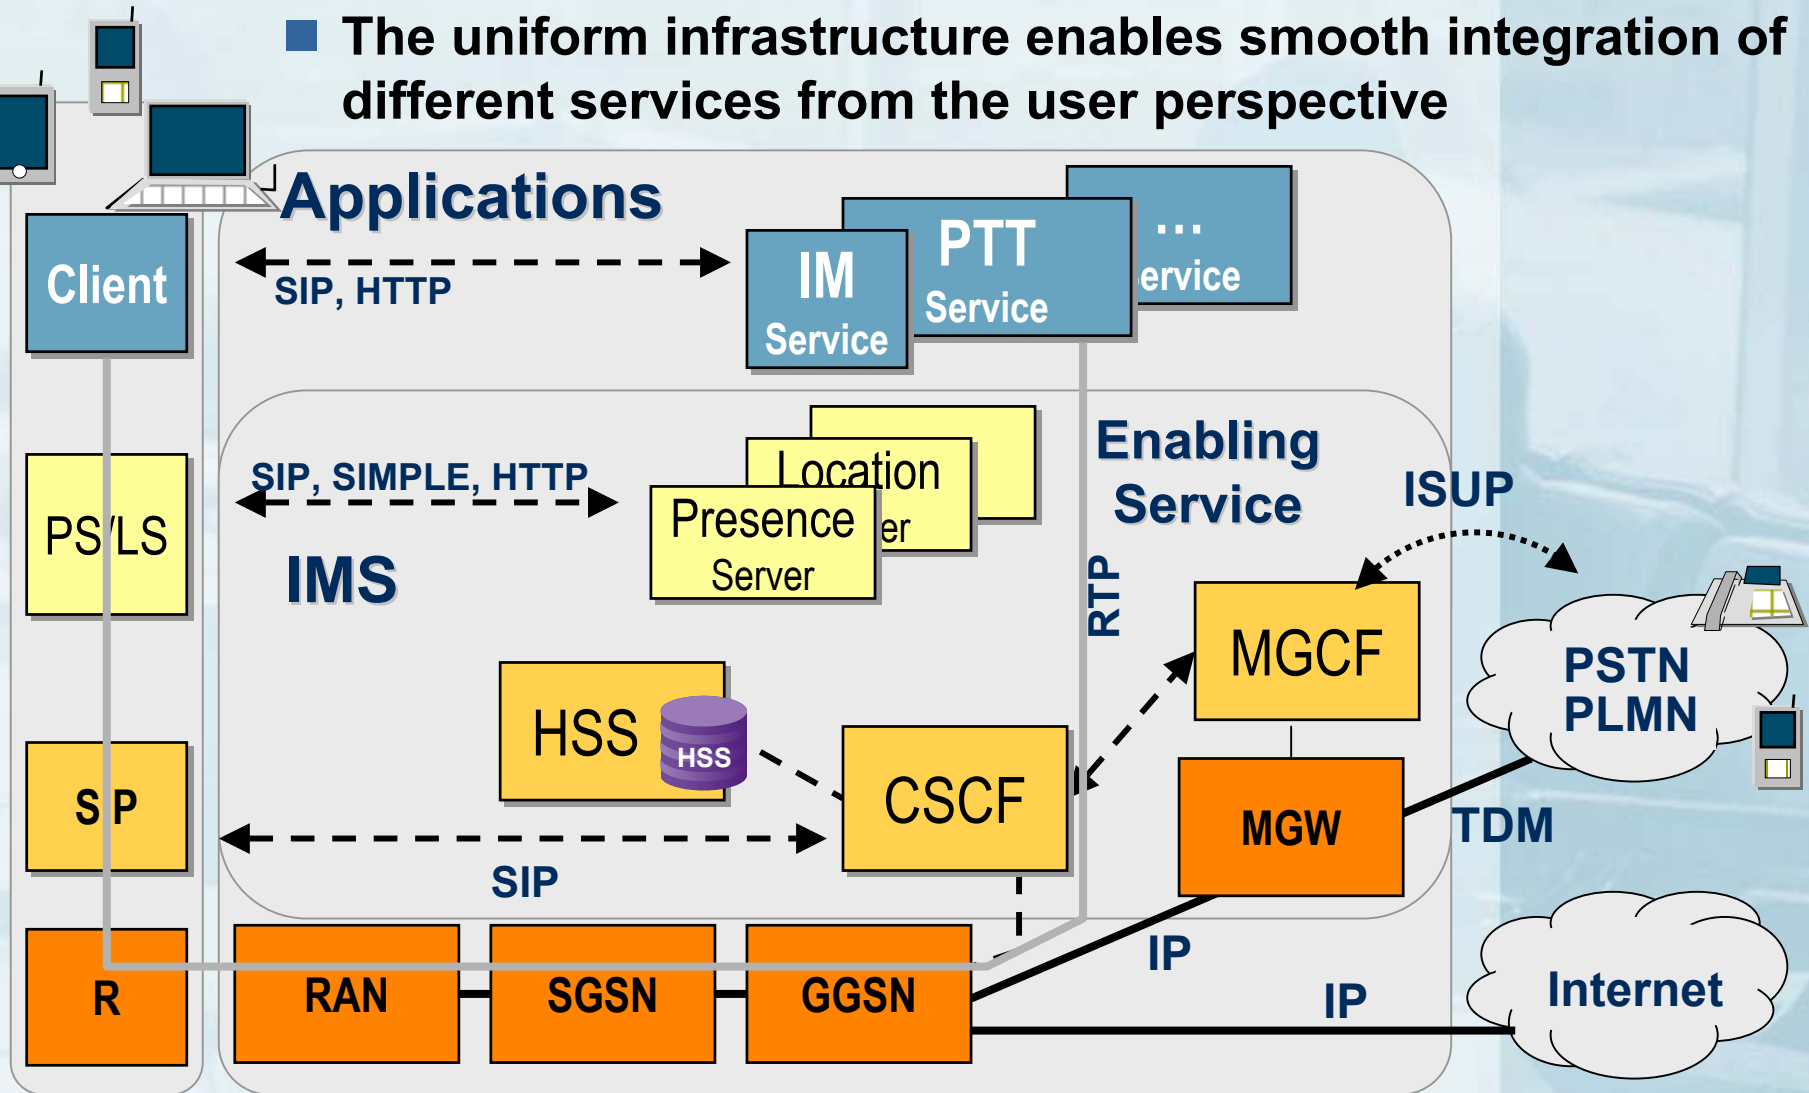 The uniform infrastructure enables smooth integration of
different services from the user perspective
Applications
Client
SIP, HTTP
IM
Service
PTT
Service
...
ervice
PS/LS
SIP, SIMPLE, HTTP
Location
er
Presence
Server
Enabling
Service
IMS
ISUP
RTP
MGCF
PSTN
PLMN
HSS
HSS
CSCF
SIP
SIP
MGW
TDM
R
RAN
SGSN
GGSN
IP
IP
Internet